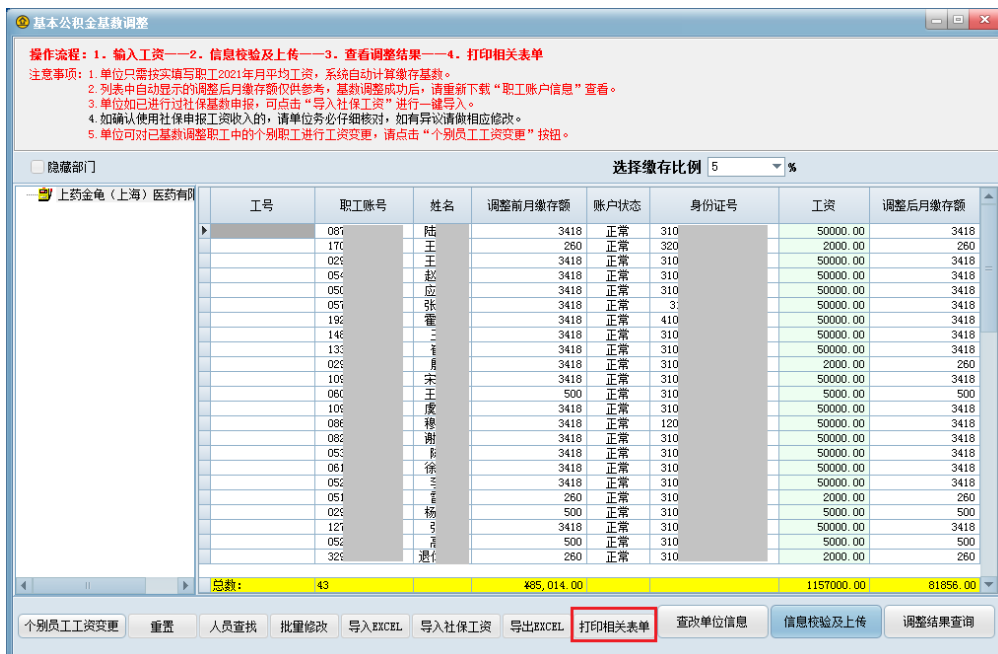 基本公积金基数调整
操作流程：1. 输入工资——2. 信息校验及上传——3. 查看调整结果——4. 打印相关表单
注意事项：1.单位只需按实填写职工2021年月平均工资，系统自动计算缴存基数。
2.列表中自动显示的调整后月缴存额仅供参考，基数调整成功后，请重新下载“职工账户信息”查看。
3.单位如已进行过社保基数申报，可点击“导入社保工资”进行一键导入。
4.如确认使用社保申报工资收入的，请单位务必仔细核对，如有异议请做相应修改。
5.单位可对已基数调整职工中的个别职工进行工资变更，请点击“个别员工工资变更”按钮。
隐藏部门 选择缴存比例 5 %
上药金龟（上海）医药有限
工号 职工账号 姓名 调整前月缴存额 账户状态 身份证号 工资 调整后月缴存额
087 陆 3418 正常 310 50000.00 3418
170 王 260 正常 320 2000.00 260
029 王 3418 正常 310 50000.00 3418
054 赵 3418 正常 310 50000.00 3418
050 应 3418 正常 310 50000.00 3418
057 张 3418 正常 3 50000.00 3418
192 霍 3418 正常 410 50000.00 3418
148 3418 正常 310 50000.00 3418
133 3418 正常 310 50000.00 3418
029 3418 正常 310 2000.00 260
109 宋 3418 正常 310 50000.00 3418
060 王 500 正常 310 5000.00 500
109 虞 3418 正常 310 50000.00 3418
086 穆 3418 正常 120 50000.00 3418
082 谢 3418 正常 310 50000.00 3418
053 3418 正常 310 50000.00 3418
061 徐 3418 正常 310 50000.00 3418
052 3418 正常 310 50000.00 3418
051 260 正常 310 2000.00 260
029 杨 500 正常 310 5000.00 500
127 3418 正常 310 50000.00 3418
052 500 正常 310 5000.00 500
329 退 260 正常 310 2000.00 260
总数： 43 ¥85,014.00 1157000.00 81856.00
个别员工工资变更 重置 人员查找 批量修改 导入EXCEL 导入社保工资 导出EXCEL 打印相关表单 查改单位信息 信息校验及上传 调整结果查询